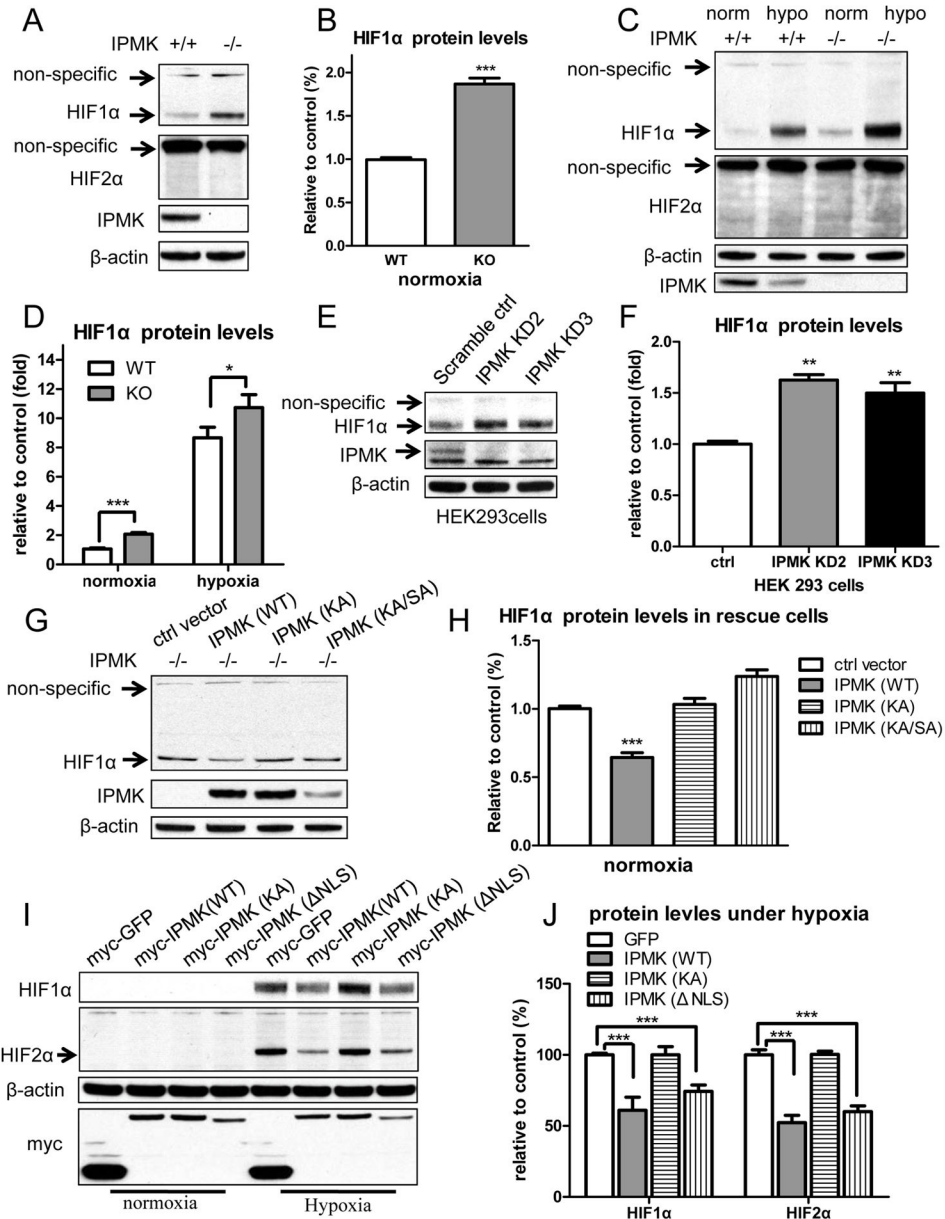 A
IPMK +/+ -/-
non-specific
HIF1α
non-specific
HIF2α
IPMK
β-actin
B
HIF1α protein levels
Relative to control (%)
2.0
1.5
1.0
0.5
0.0
***
WT KO
normoxia
C
norm hypo norm hypo
IPMK +/+ +/+ -/- -/-
non-specific
HIF1α
non-specific
HIF2α
β-actin
IPMK
D
HIF1α protein levels
relative to control (fold)
14
12
10
8
6
4
2
0
WT
KO
***
*
normoxia hypoxia
E
Scramble ctrl
IPMK KD2
IPMK KD3
non-specific
HIF1α
IPMK
β-actin
HEK293cells
F
HIF1α protein levels
relative to control (fold)
2.0
1.5
1.0
0.5
0.0
**
**
ctrl IPMK KD2 IPMK KD3
HEK 293 cells
G
ctrl vector
IPMK (WT)
IPMK (KA)
IPMK (KA/SA)
IPMK -/- -/- -/- -/-
non-specific
HIF1α
IPMK
β-actin
H
HIF1α protein levels in rescue cells
Relative to control (%)
1.5
1.0
0.5
0.0
***
ctrl vector
IPMK (WT)
IPMK (KA)
IPMK (KA/SA)
normoxia
I
myc-GFP
myc-IPMK(WT)
myc-IPMK (KA)
myc-IPMK (ΔNLS)
myc-GFP
myc-IPMK(WT)
myc-IPMK (KA)
myc-IPMK (ΔNLS)
HIF1α
HIF2α
β-actin
myc
normoxia Hypoxia
J
protein levles under hypoxia
GFP
IPMK (WT)
IPMK (KA)
IPMK (ΔNLS)
relative to control (%)
150
100
50
0
***
***
***
***
HIF1α HIF2α